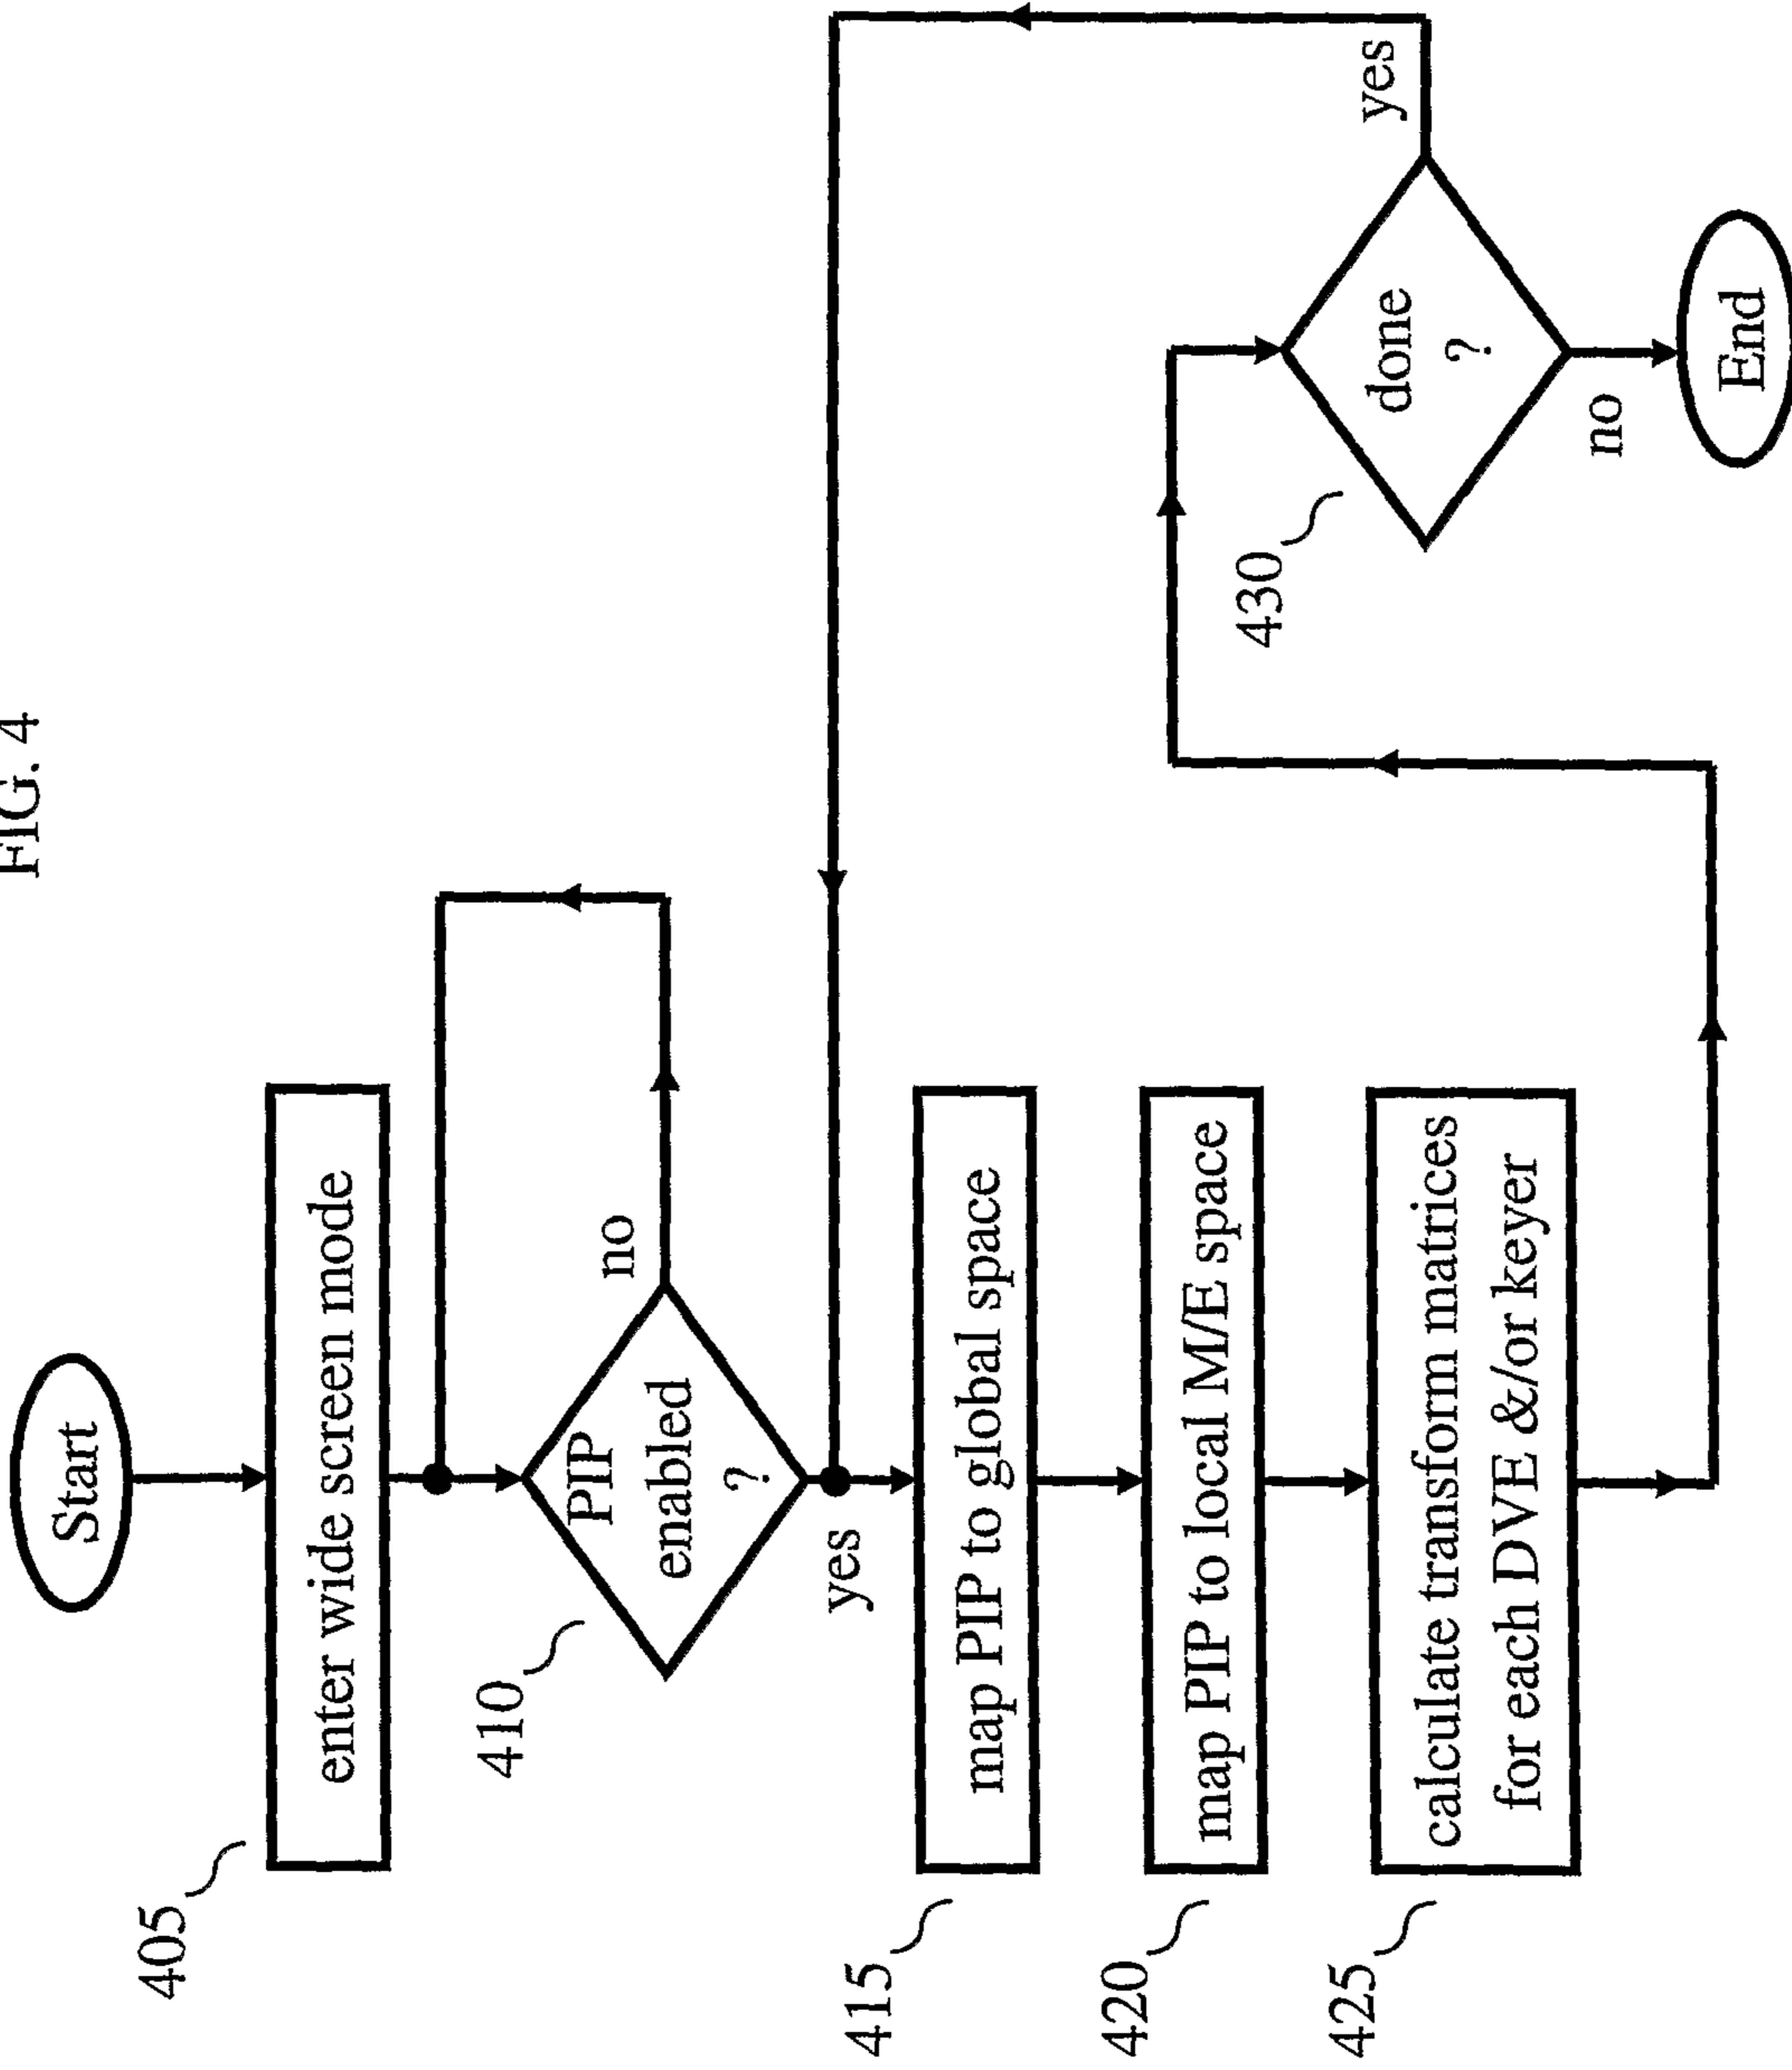 FIG. 4
Start
405
enter wide screen mode
410
PIP
enabled
?
no
yes
415
map PIP to global space
420
map PIP to local M/E space
425
calculate transform matrices
for each DVE &/or keyer
430
done
?
yes
no
End